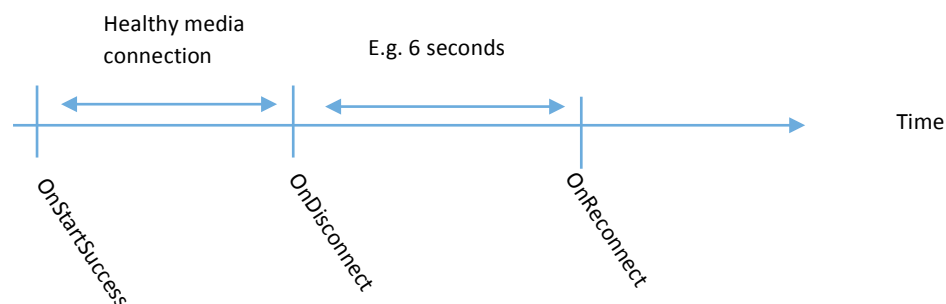 Healthy media
connection
E.g. 6 seconds
Time
OnStartSuccess
OnDisconnect
OnReconnect